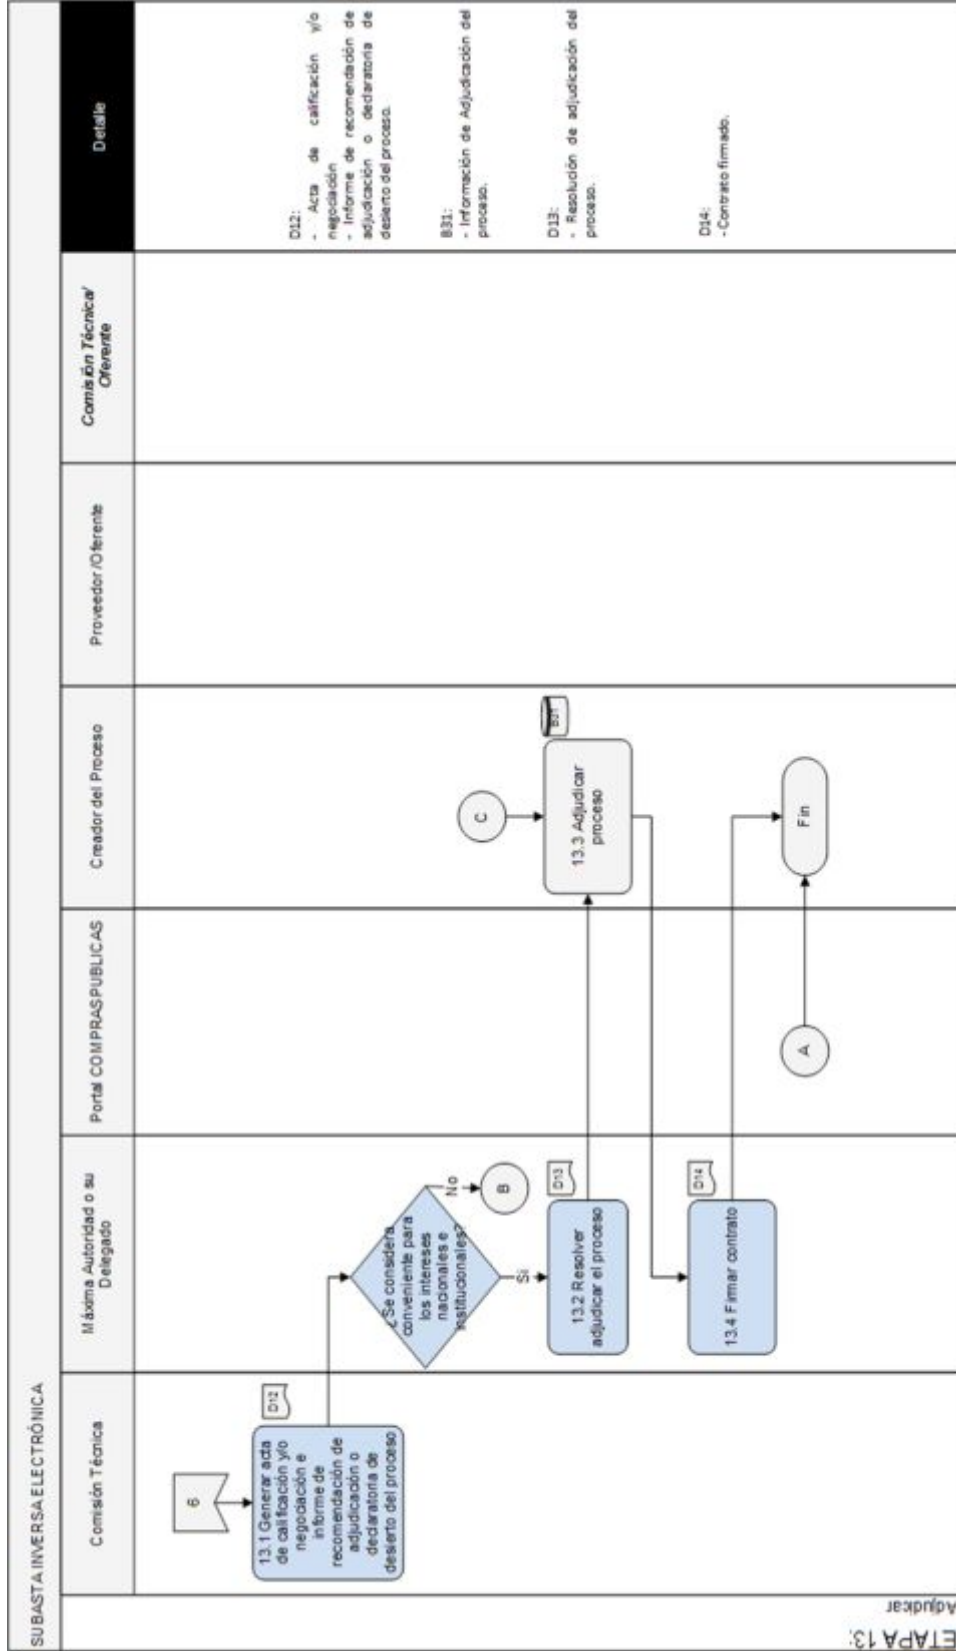 SUBASTA INVERSA ELECTRÓNICA
Comisión Técnica
Máxima Autoridad o su
Delegado
Portal COMPRASPUBLICAS
Creador del Proceso
Proveedor /Oferente
Comisión Técnica/
Oferente
Detalle
ETAPA 13:
Adjudicar
6
13.1 Generar acta
de calificación y/o
negociación e
informe de
recomendación de
adjudicación o
declaratoria de
desierto del proceso
D12
¿Se considera
conveniente para
los intereses
nacionales e
institucionales?
No
B
Si
13.2 Resolver
adjudicar el proceso
D13
C
13.3 Adjudicar
proceso
B31
13.4 Firmar contrato
D14
A
Fin
D12:
- Acta de calificación y/o
negociación
- Informe de recomendación de
adjudicación o declaratoria de
desierto del proceso.
B31:
- Información de Adjudicación del
proceso.
D13:
- Resolución de adjudicación del
proceso.
D14:
- Contrato firmado.